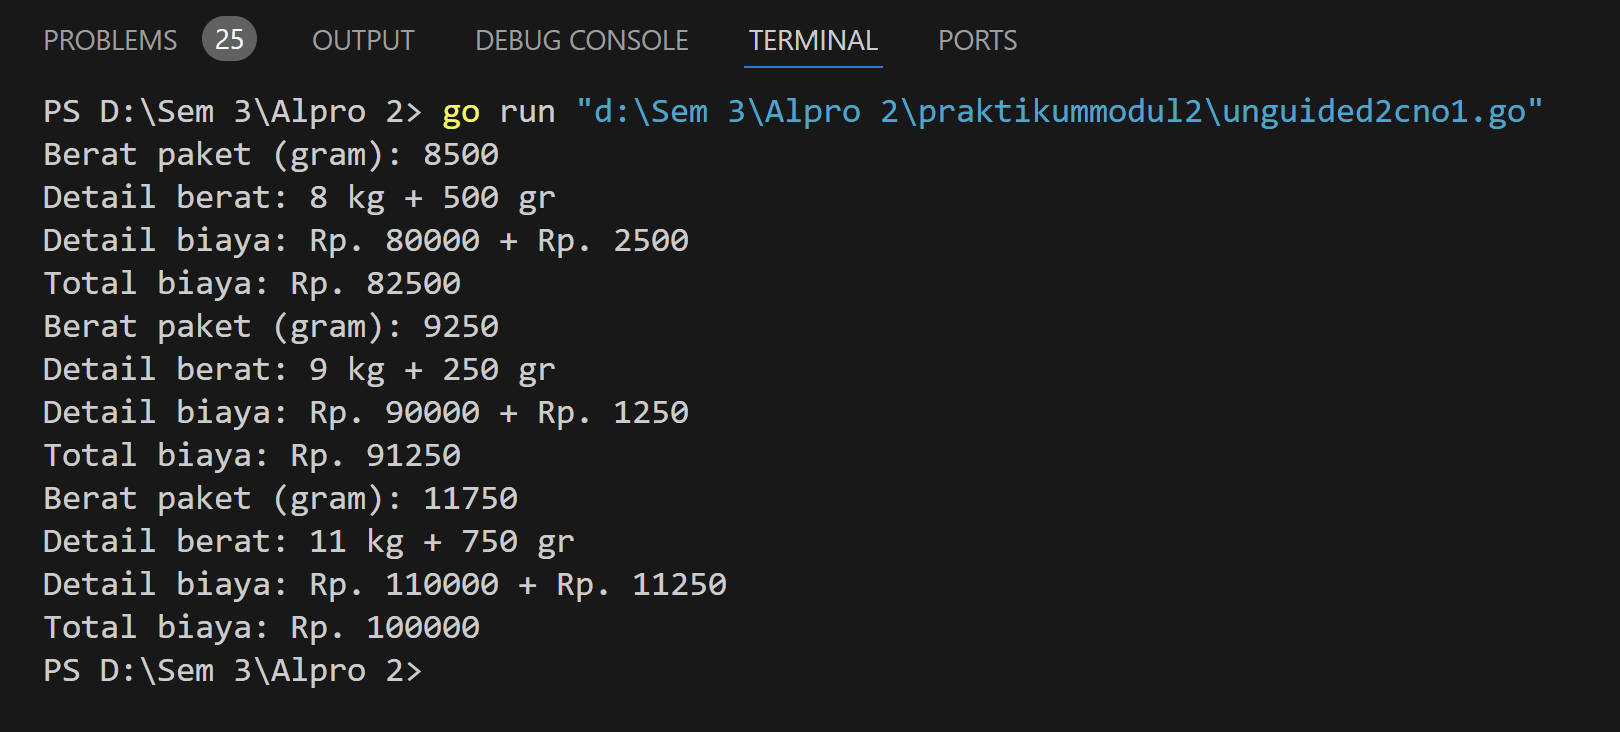 PROBLEMS 25 OUTPUT DEBUG CONSOLE TERMINAL PORTS
PS D:\Sem 3\Alpro 2> go run "d:\Sem 3\Alpro 2\praktikummodul2\unguided2cno1.go"
Berat paket (gram): 8500
Detail berat: 8 kg + 500 gr
Detail biaya: Rp. 80000 + Rp. 2500
Total biaya: Rp. 82500
Berat paket (gram): 9250
Detail berat: 9 kg + 250 gr
Detail biaya: Rp. 90000 + Rp. 1250
Total biaya: Rp. 91250
Berat paket (gram): 11750
Detail berat: 11 kg + 750 gr
Detail biaya: Rp. 110000 + Rp. 11250
Total biaya: Rp. 100000
PS D:\Sem 3\Alpro 2>